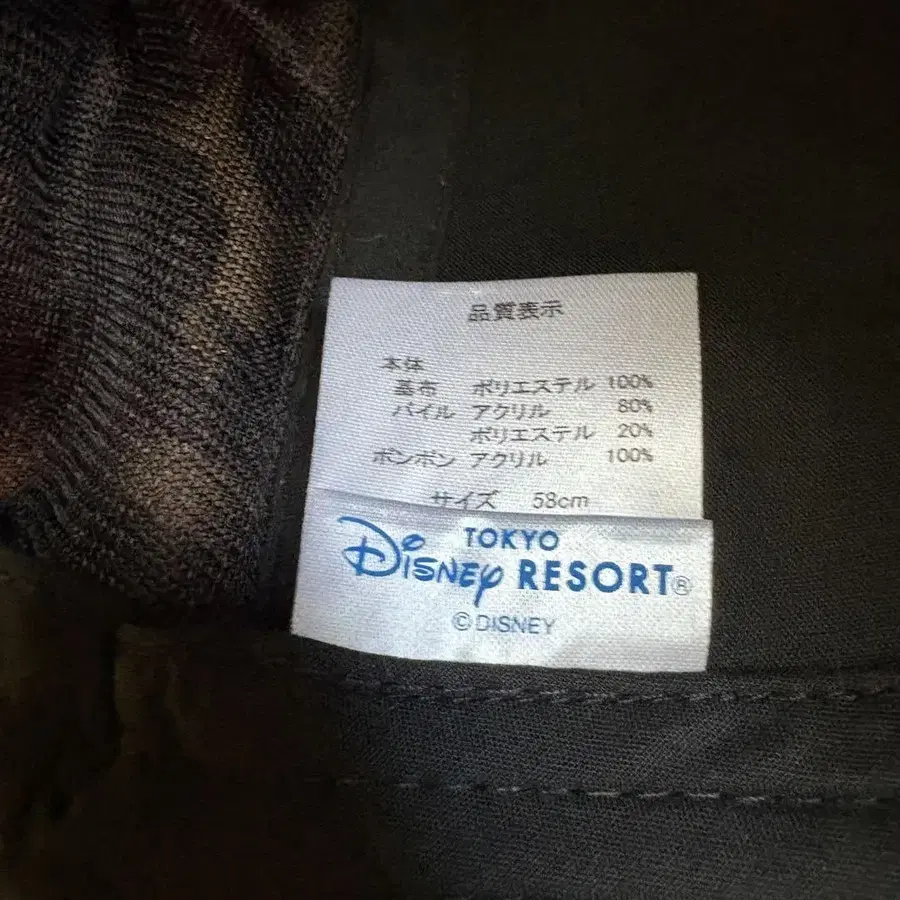 品質表示
本体
基布 ポリエステル 100%
パイル アクリル 80%
ポリエステル 20%
ポンポン アクリル 100%
サイズ 58cm
TOKYO
Disney RESORT®
© DISNEY